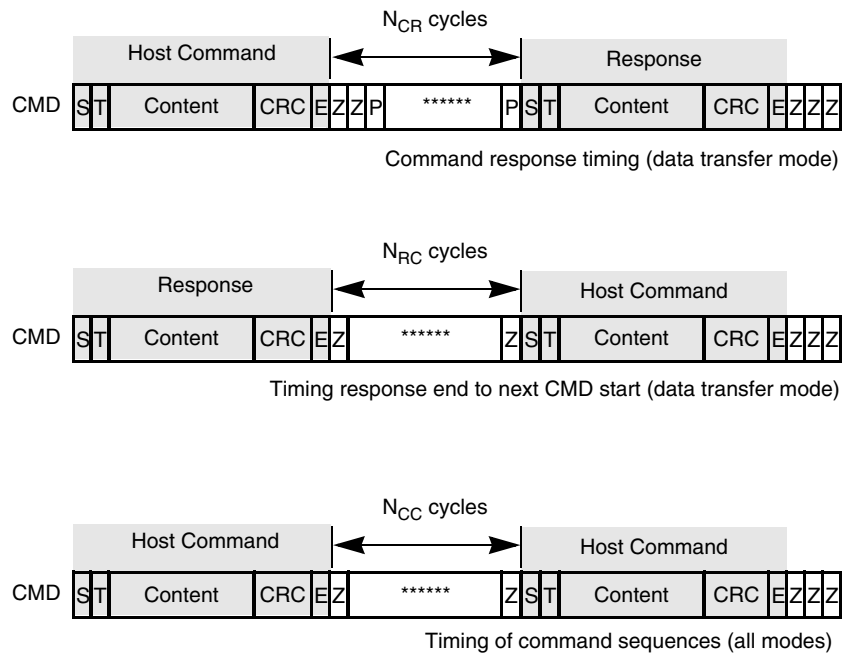 N_CR cycles
Host Command
Response
CMD S T Content CRC E Z Z P ****** P S T Content CRC E Z Z Z
Command response timing (data transfer mode)
N_RC cycles
Response
Host Command
CMD S T Content CRC E Z ****** Z S T Content CRC E Z Z Z
Timing response end to next CMD start (data transfer mode)
N_CC cycles
Host Command
Host Command
CMD S T Content CRC E Z ****** Z S T Content CRC E Z Z Z
Timing of command sequences (all modes)